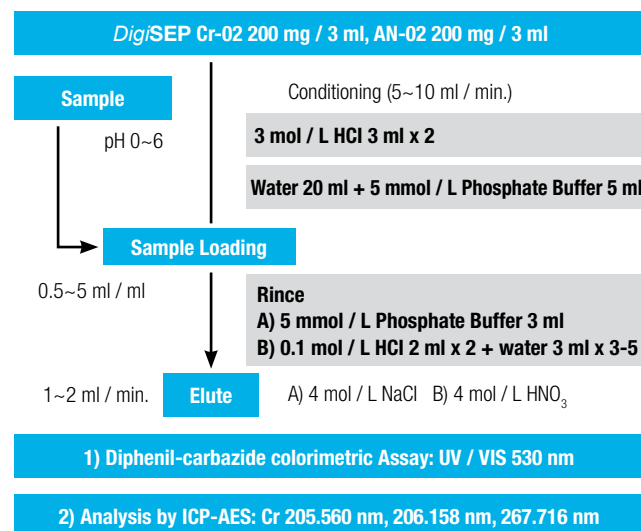 DigiSEP Cr-02 200 mg / 3 ml, AN-02 200 mg / 3 ml
Sample
Conditioning (5~10 ml / min.)
pH 0~6
3 mol / L HCl 3 ml x 2
Water 20 ml + 5 mmol / L Phosphate Buffer 5 ml
Sample Loading
0.5~5 ml / ml
Rince
A) 5 mmol / L Phosphate Buffer 3 ml
B) 0.1 mol / L HCl 2 ml x 2 + water 3 ml x 3-5
1~2 ml / min.
Elute
A) 4 mol / L NaCl B) 4 mol / L HNO₃
1) Diphenil-carbazide colorimetric Assay: UV / VIS 530 nm
2) Analysis by ICP-AES: Cr 205.560 nm, 206.158 nm, 267.716 nm